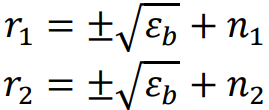 r₁ = ±√ε_b + n₁
r₂ = ±√ε_b + n₂